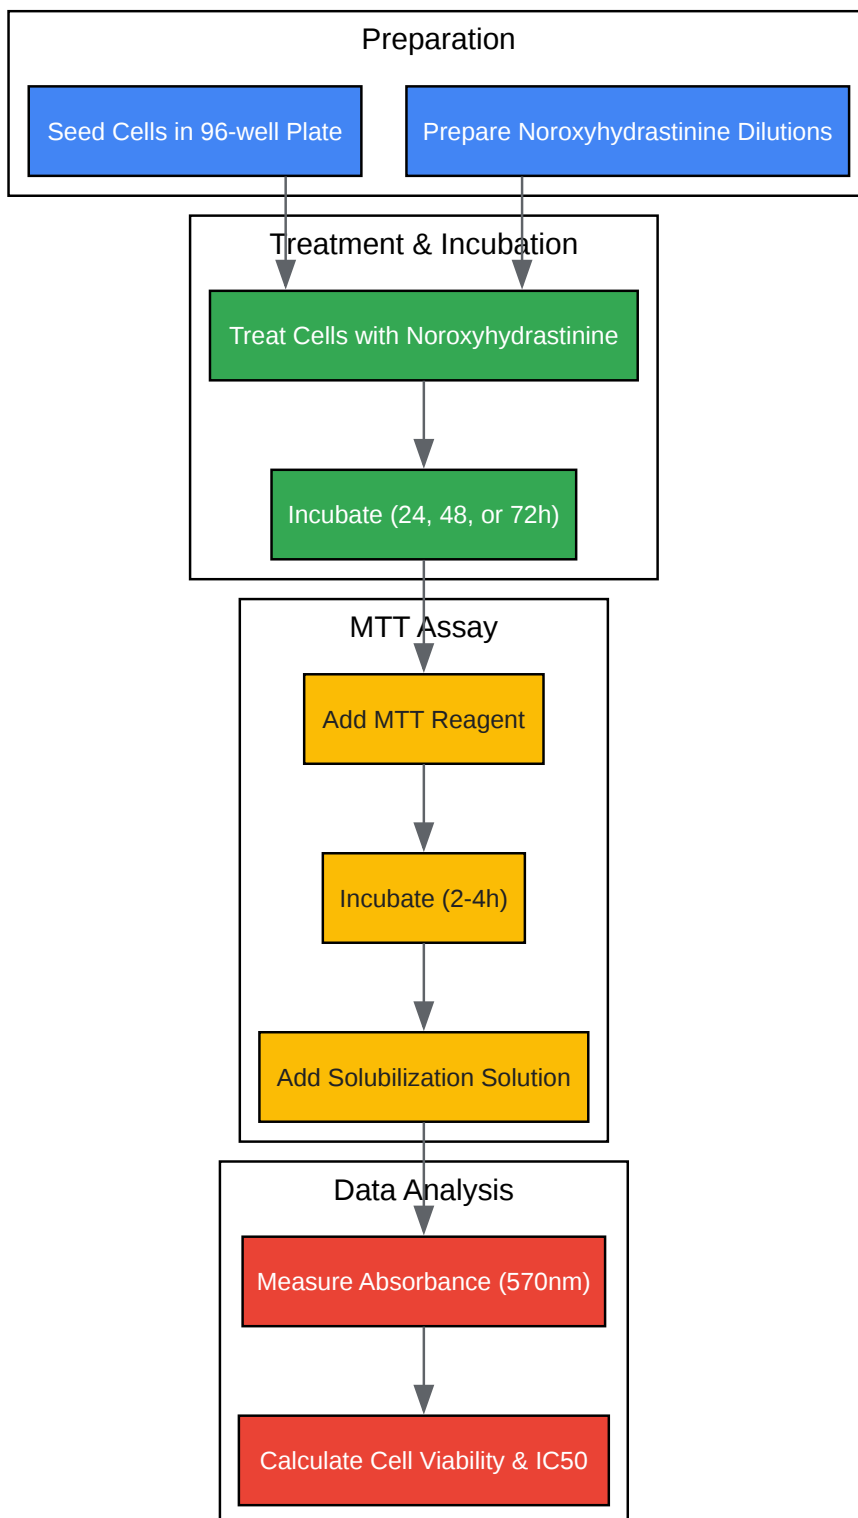 Preparation
Seed Cells in 96-well Plate
Prepare Noroxyhydrastinine Dilutions
Treatment & Incubation
Treat Cells with Noroxyhydrastinine
Incubate (24, 48, or 72h)
MTT Assay
Add MTT Reagent
Incubate (2-4h)
Add Solubilization Solution
Data Analysis
Measure Absorbance (570nm)
Calculate Cell Viability & IC50